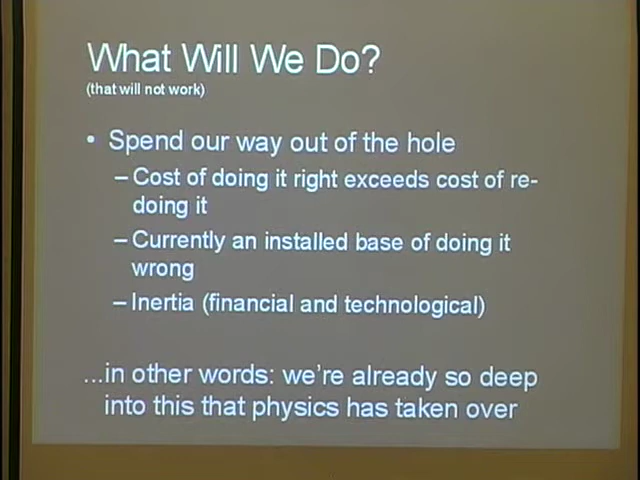 What Will We Do?
(that will not work)
• Spend our way out of the hole
– Cost of doing it right exceeds cost of re-
doing it
– Currently an installed base of doing it
wrong
– Inertia (financial and technological)
...in other words: we're already so deep
into this that physics has taken over